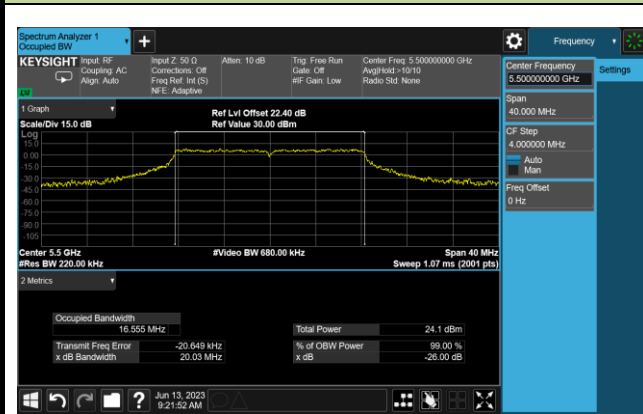 Spectrum Analyzer 1
Occupied BW
Frequency
KEYSIGHT
Input: RF
Coupling: AC
Align: Auto
Input Z: 50 Ω
Corrections: Off
Freq Ref: Int (S)
NFE: Adaptive
Atten: 10 dB
Trig: Free Run
Gate: Off
#IF Gain: Low
Center Freq: 5.500000000 GHz
Avg|Hold:>10/10
Radio Std: None
Center Frequency
5.500000000 GHz
Settings
Span
40.000 MHz
CF Step
4.000000 MHz
Auto
Man
Freq Offset
0 Hz
1 Graph
Scale/Div 15.0 dB
Ref Lvl Offset 22.40 dB
Ref Value 30.00 dBm
Log
15.0
0.00
-15.0
-30.0
-45.0
-60.0
-75.0
-90.0
-105
Center 5.5 GHz
#Res BW 220.00 kHz
#Video BW 680.00 kHz
Span 40 MHz
Sweep 1.07 ms (2001 pts)
2 Metrics
Occupied Bandwidth
16.555 MHz
Total Power 24.1 dBm
Transmit Freq Error -20.649 kHz
% of OBW Power 99.00 %
x dB Bandwidth 20.03 MHz
x dB -26.00 dB
?
Jun 13, 2023
9:21:52 AM